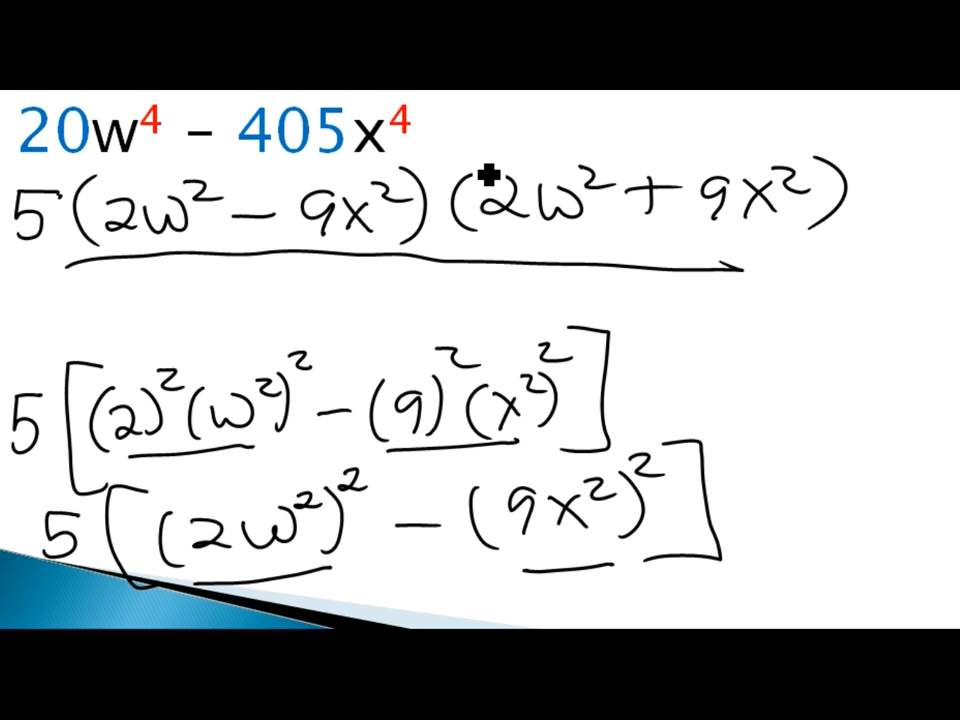 20w⁴ – 405x⁴
5(2w² – 9x²)(2w² + 9x²)
5[(2)²(w²)² – (9)²(x²)²]
5[(2w²)² – (9x²)²]